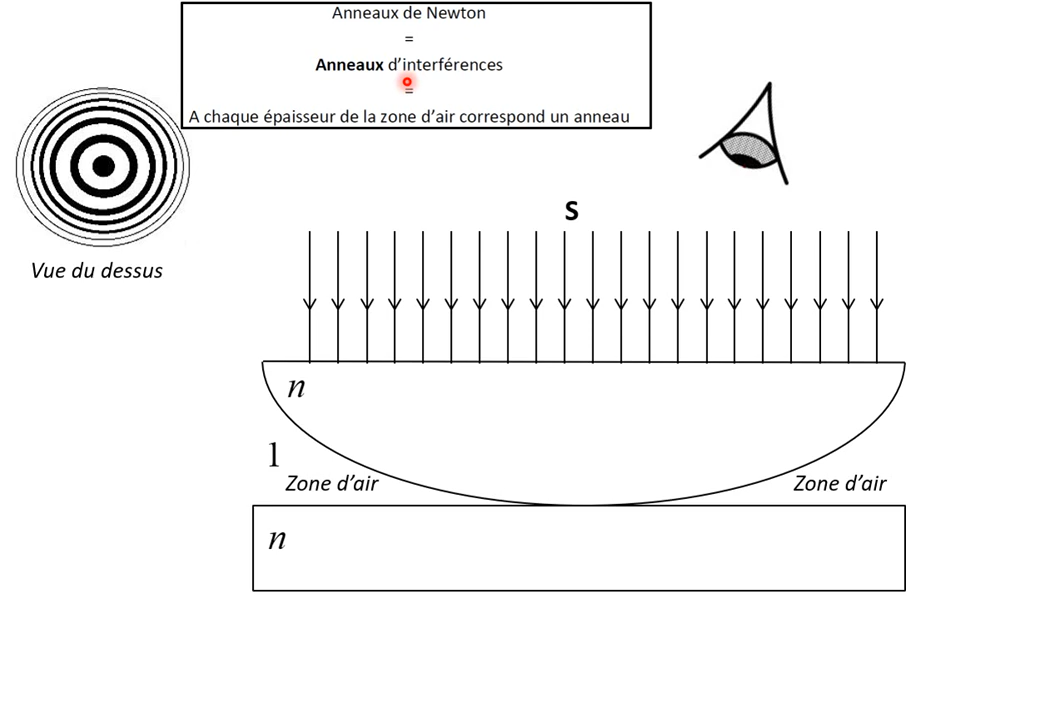 Anneaux de Newton
=
Anneaux d’interférences
=
A chaque épaisseur de la zone d’air correspond un anneau
Vue du dessus
S
n
1
Zone d’air
Zone d’air
n